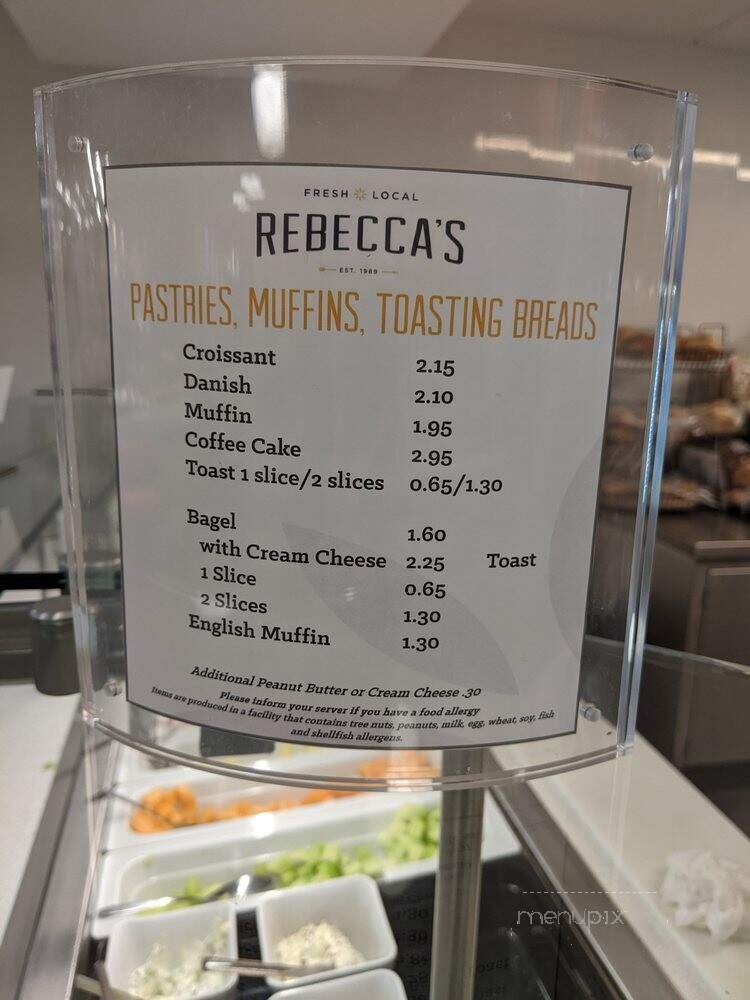 FRESH LOCAL
REBECCA'S
EST. 1989
PASTRIES, MUFFINS, TOASTING BREADS
Croissant 2.15
Danish 2.10
Muffin 1.95
Coffee Cake 2.95
Toast 1 slice/2 slices 0.65/1.30
Bagel 1.60
with Cream Cheese 2.25 Toast
1 Slice 0.65
2 Slices 1.30
English Muffin 1.30
Additional Peanut Butter or Cream Cheese .30
Please inform your server if you have a food allergy
Items are produced in a facility that contains tree nuts, peanuts, milk, egg, wheat, soy, fish
and shellfish allergens.
menupix